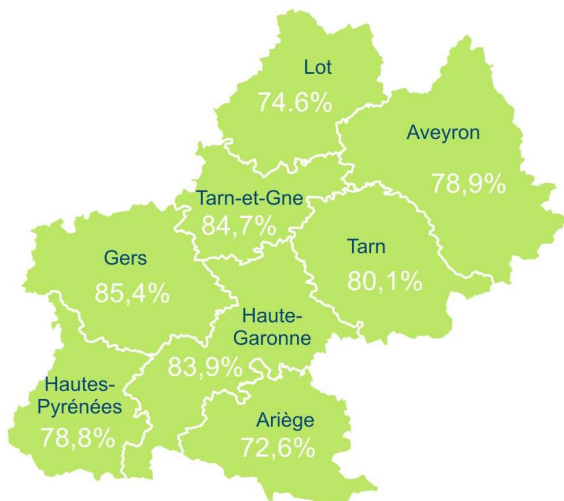 Lot
74.6%
Aveyron
78,9%
Tarn-et-Gne
84,7%
Tarn
80,1%
Gers
85,4%
Haute-
Garonne
83,9%
Hautes-
Pyrénées
78,8%
Ariège
72,6%